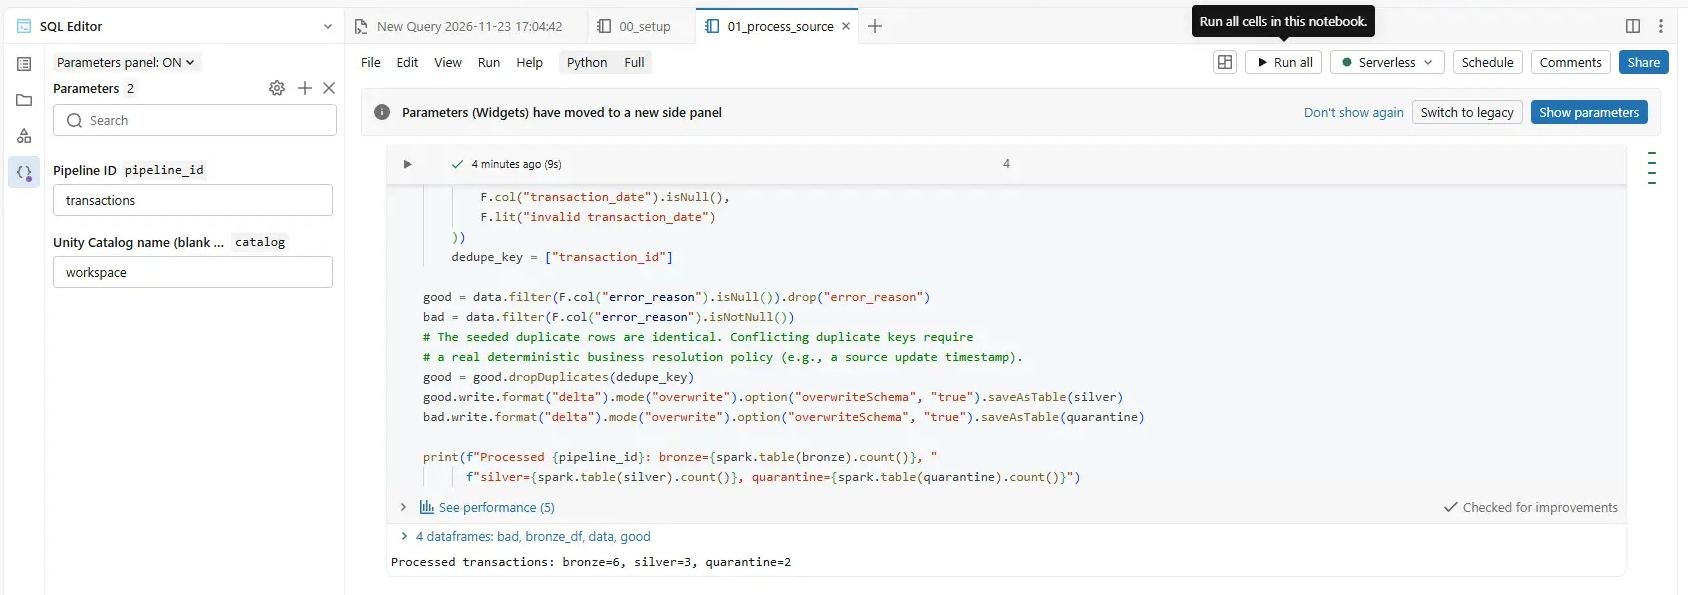 SQL Editor
New Query 2026-11-23 17:04:42
00_setup
01_process_source
Run all cells in this notebook.
Parameters panel: ON
File Edit View Run Help Python Full
Run all
Serverless
Schedule
Comments
Share
Parameters 2
Search
Pipeline ID pipeline_id
transactions
Unity Catalog name (blank ... catalog
workspace
Parameters (Widgets) have moved to a new side panel
Don't show again
Switch to legacy
Show parameters
4 minutes ago (9s)
4
F.col("transaction_date").isNull(),
F.lit("invalid transaction_date")
))
dedupe_key = ["transaction_id"]
good = data.filter(F.col("error_reason").isNull()).drop("error_reason")
bad = data.filter(F.col("error_reason").isNotNull())
# The seeded duplicate rows are identical. Conflicting duplicate keys require
# a real deterministic business resolution policy (e.g., a source update timestamp).
good = good.dropDuplicates(dedupe_key)
good.write.format("delta").mode("overwrite").option("overwriteSchema", "true").saveAsTable(silver)
bad.write.format("delta").mode("overwrite").option("overwriteSchema", "true").saveAsTable(quarantine)
print(f"Processed {pipeline_id}: bronze={spark.table(bronze).count()}, "
f"silver={spark.table(silver).count()}, quarantine={spark.table(quarantine).count()}")
See performance (5)
Checked for improvements
4 dataframes: bad, bronze_df, data, good
Processed transactions: bronze=6, silver=3, quarantine=2